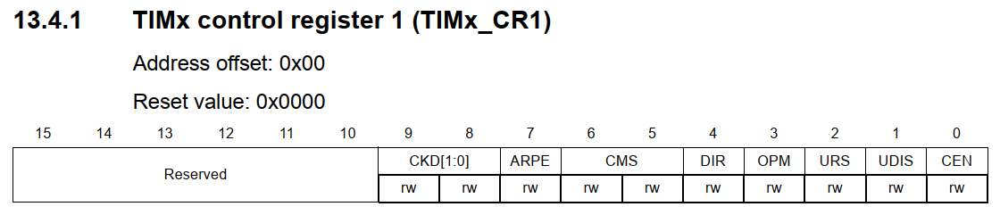 13.4.1 TIMx control register 1 (TIMx_CR1)
Address offset: 0x00
Reset value: 0x0000
15 14 13 12 11 10 9 8 7 6 5 4 3 2 1 0
Reserved CKD[1:0] ARPE CMS DIR OPM URS UDIS CEN
rw rw rw rw rw rw rw rw rw rw